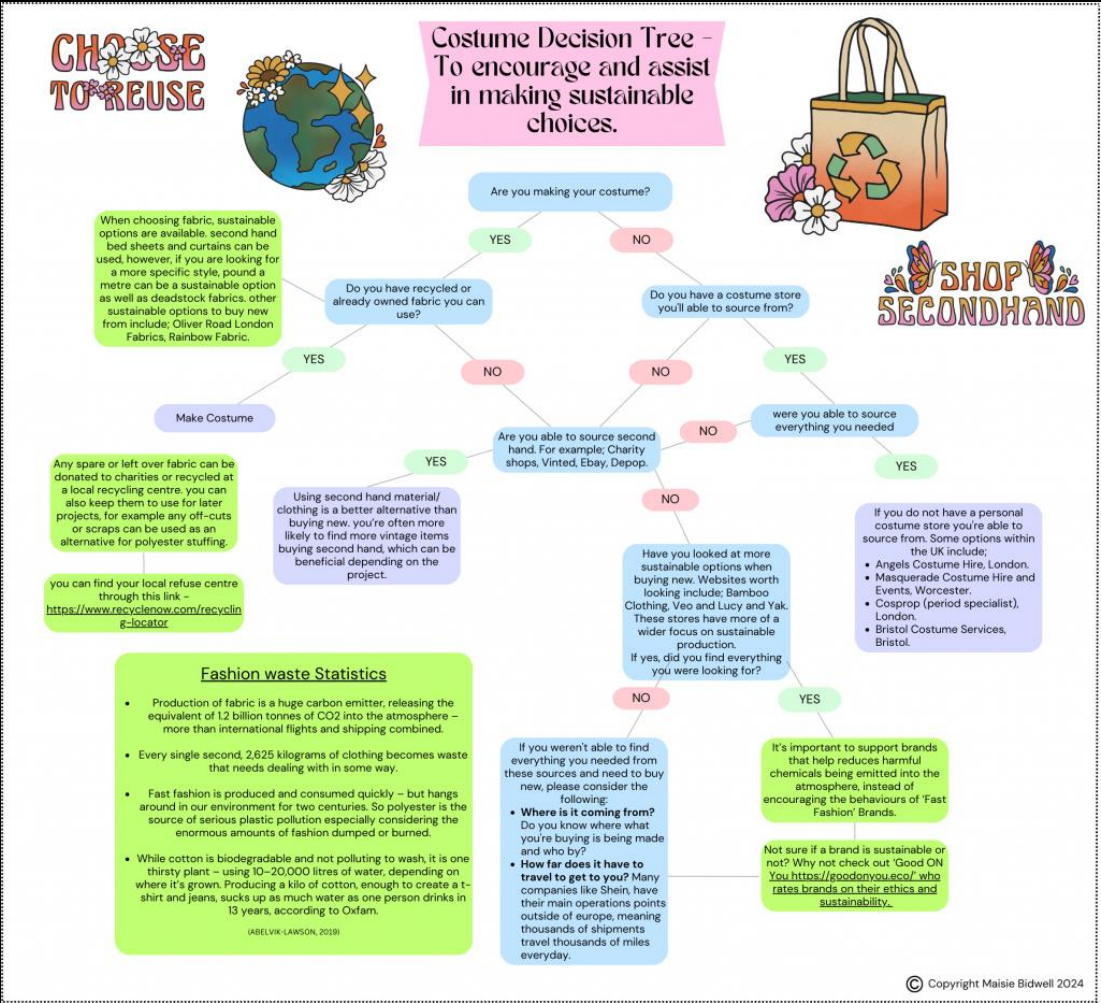 CHOOSE
TO REUSE
Costume Decision Tree -
To encourage and assist
in making sustainable
choices.
SHOP
SECONDHAND
Are you making your costume?
YES
NO
When choosing fabric, sustainable
options are available. second hand
bed sheets and curtains can be
used, however, if you are looking for
a more specific style, pound a
metre can be a sustainable option
as well as deadstock fabrics. other
sustainable options to buy new
from include; Oliver Road London
Fabrics, Rainbow Fabric.
Do you have recycled or
already owned fabric you can
use?
Do you have a costume store
you'll able to source from?
YES
NO
NO
YES
Make Costume
Are you able to source second
hand. For example; Charity
shops, Vinted, Ebay, Depop.
NO
were you able to source
everything you needed
YES
YES
NO
Any spare or left over fabric can be
donated to charities or recycled at
a local recycling centre. you can
also keep them to use for later
projects, for example any off-cuts
or scraps can be used as an
alternative for polyester stuffing.
you can find your local refuse centre
through this link -
https://www.recyclenow.com/recyclin
g-locator
Using second hand material/
clothing is a better alternative than
buying new. you're often more
likely to find more vintage items
buying second hand, which can be
beneficial depending on the
project.
Have you looked at more
sustainable options when
buying new. Websites worth
looking include; Bamboo
Clothing, Veo and Lucy and Yak.
These stores have more of a
wider focus on sustainable
production.
If yes, did you find everything
you were looking for?
If you do not have a personal
costume store you're able to
source from. Some options within
the UK include;
• Angels Costume Hire, London.
• Masquerade Costume Hire and
Events, Worcester.
• Cosprop (period specialist),
London.
• Bristol Costume Services,
Bristol.
NO
YES
Fashion waste Statistics
• Production of fabric is a huge carbon emitter, releasing the
equivalent of 1.2 billion tonnes of CO2 into the atmosphere –
more than international flights and shipping combined.
• Every single second, 2,625 kilograms of clothing becomes waste
that needs dealing with in some way.
• Fast fashion is produced and consumed quickly – but hangs
around in our environment for two centuries. So polyester is the
source of serious plastic pollution especially considering the
enormous amounts of fashion dumped or burned.
• While cotton is biodegradable and not polluting to wash, it is one
thirsty plant – using 10–20,000 litres of water, depending on
where it's grown. Producing a kilo of cotton, enough to create a t-
shirt and jeans, sucks up as much water as one person drinks in
13 years, according to Oxfam.
(ABELVIK-LAWSON, 2019)
If you weren't able to find
everything you needed from
these sources and need to buy
new, please consider the
following:
• Where is it coming from?
Do you know where what
you're buying is being made
and who by?
• How far does it have to
travel to get to you? Many
companies like Shein, have
their main operations points
outside of europe, meaning
thousands of shipments
travel thousands of miles
everyday.
It's important to support brands
that help reduces harmful
chemicals being emitted into the
atmosphere, instead of
encouraging the behaviours of 'Fast
Fashion' Brands.
Not sure if a brand is sustainable or
not? Why not check out 'Good ON
You https://goodonyou.eco/' who
rates brands on their ethics and
sustainability.
© Copyright Maisie Bidwell 2024